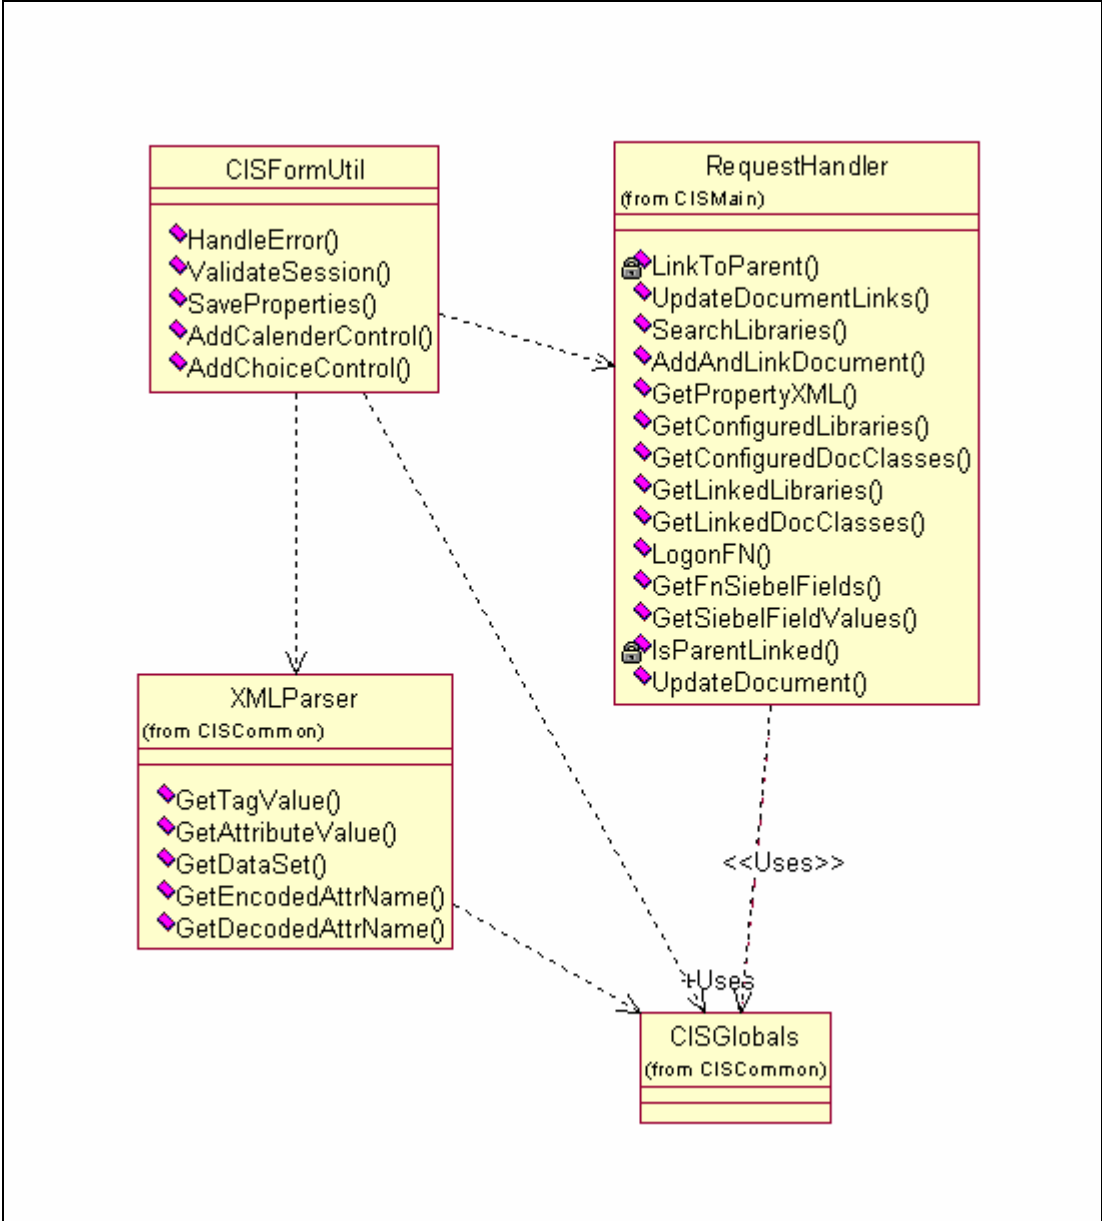 CISFormUtil
HandleError()
ValidateSession()
SaveProperties()
AddCalenderControl()
AddChoiceControl()
RequestHandler
(from CISMain)
LinkToParent()
UpdateDocumentLinks()
SearchLibraries()
AddAndLinkDocument()
GetPropertyXML()
GetConfiguredLibraries()
GetConfiguredDocClasses()
GetLinkedLibraries()
GetLinkedDocClasses()
LogonFN()
GetFnSiebelFields()
GetSiebelFieldValues()
IsParentLinked()
UpdateDocument()
XMLParser
(from CISCommon)
GetTagValue()
GetAttributeValue()
GetDataSet()
GetEncodedAttrName()
GetDecodedAttrName()
<<Uses>>
+Uses
CISGlobals
(from CISCommon)